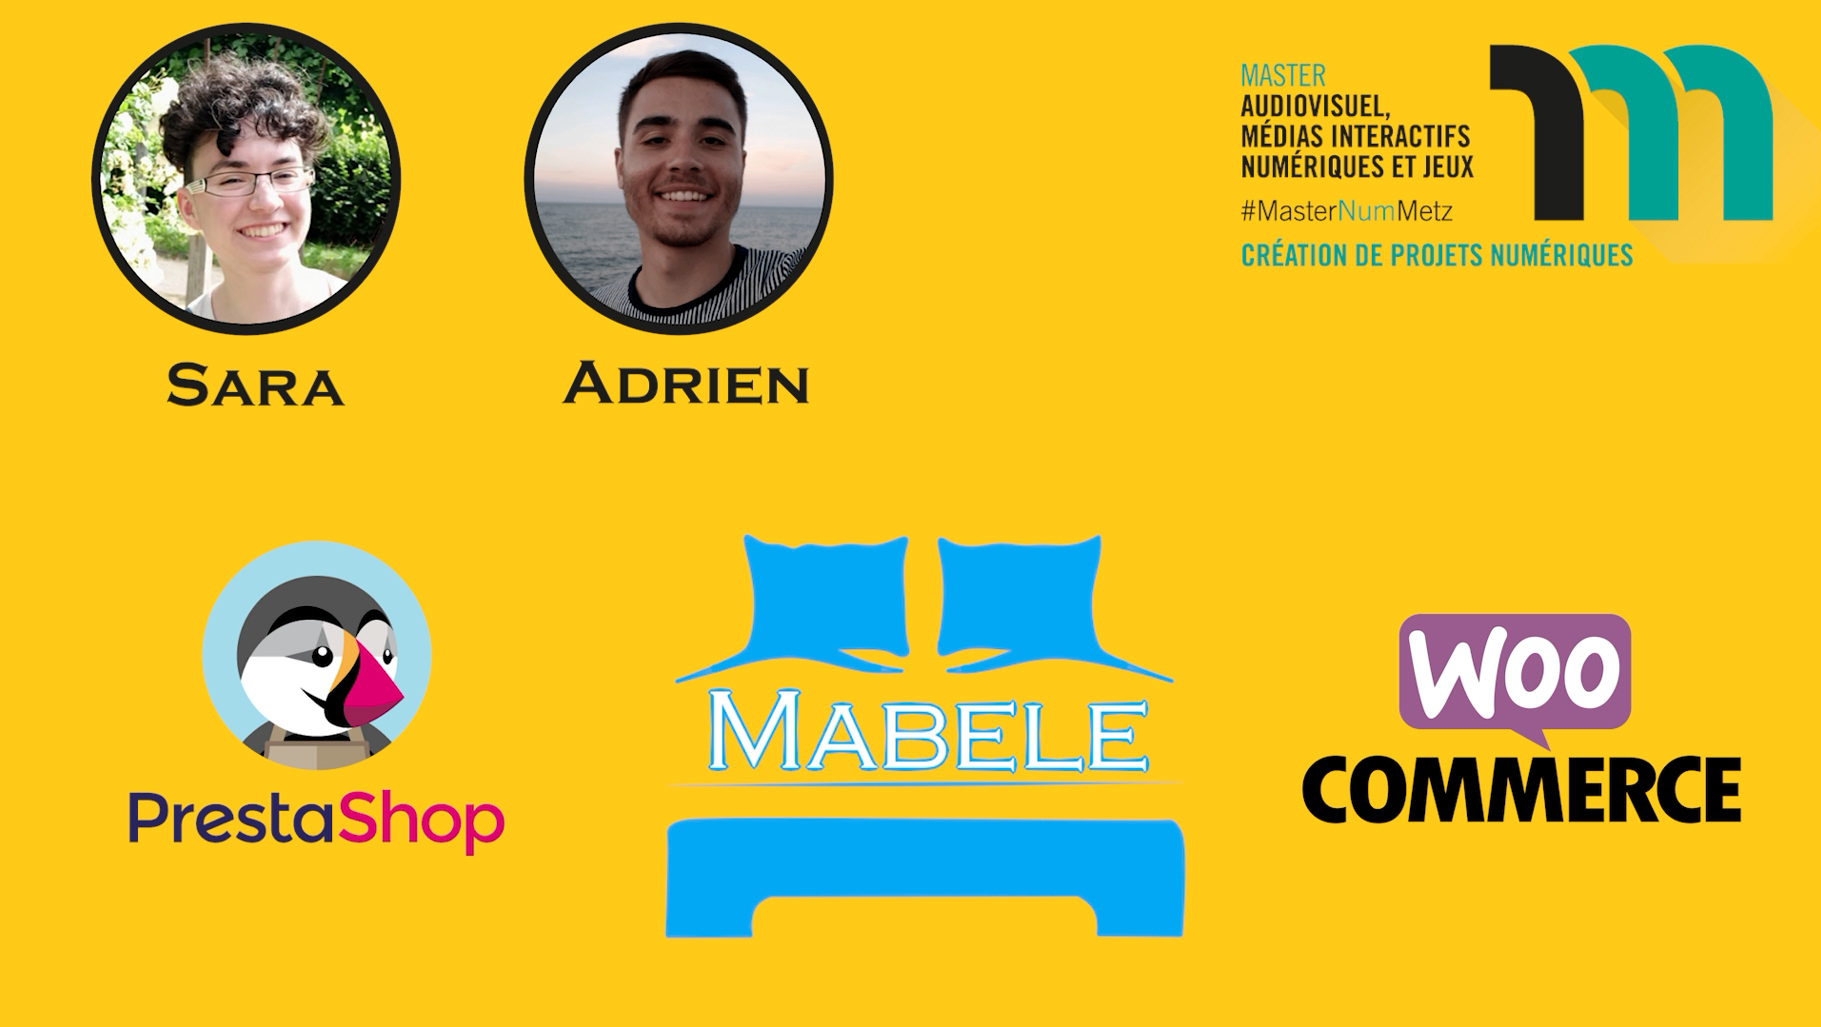 SARA
ADRIEN
MASTER
AUDIOVISUEL,
MÉDIAS INTERACTIFS
NUMÉRIQUES ET JEUX
#MasterNumMetz
CRÉATION DE PROJETS NUMÉRIQUES
PrestaShop
MABELE
WOO
COMMERCE